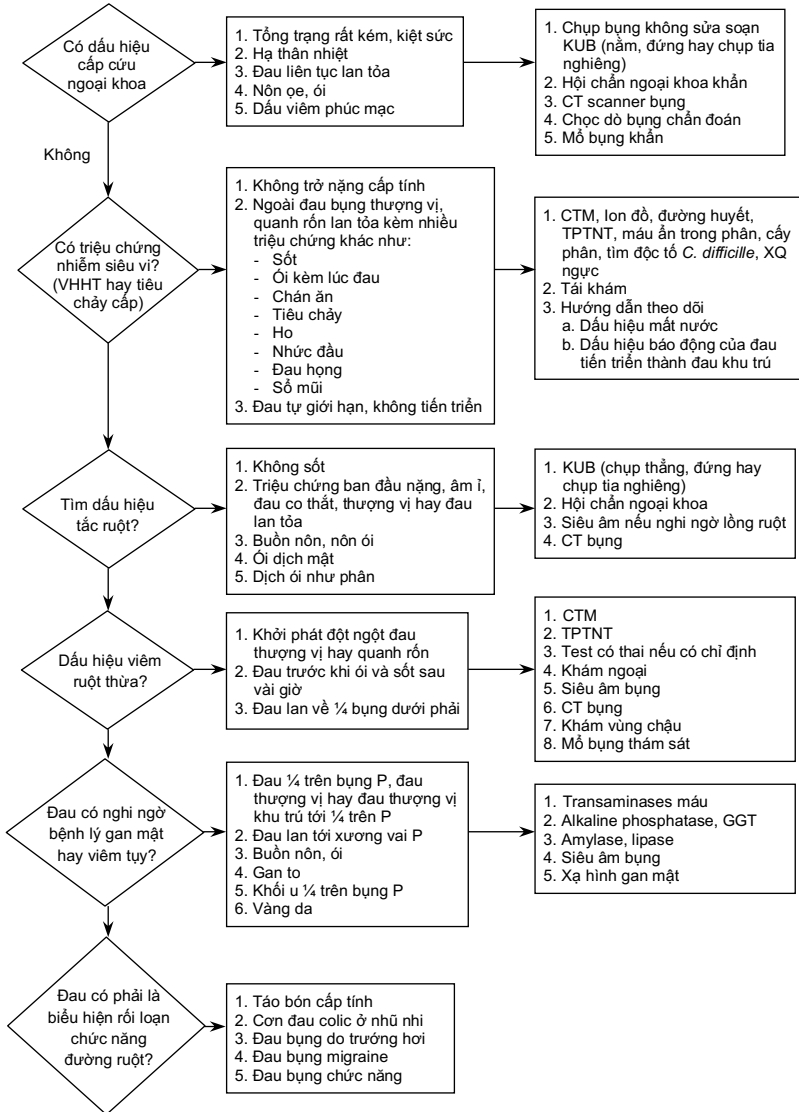 Có dấu hiệu
cấp cứu
ngoại khoa
1. Tổng trạng rất kém, kiệt sức
2. Hạ thân nhiệt
3. Đau liên tục lan tỏa
4. Nôn ọe, ói
5. Dấu viêm phúc mạc
1. Chụp bụng không sửa soạn
KUB (nằm, đứng hay chụp tia
nghiêng)
2. Hội chẩn ngoại khoa khẩn
3. CT scanner bụng
4. Chọc dò bụng chẩn đoán
5. Mổ bụng khẩn
Không
Có triệu chứng
nhiễm siêu vi?
(VHHT hay tiêu
chảy cấp)
1. Không trở nặng cấp tính
2. Ngoài đau bụng thượng vị,
quanh rốn lan tỏa kèm nhiều
triệu chứng khác như:
- Sốt
- Ói kèm lúc đau
- Chán ăn
- Tiêu chảy
- Ho
- Nhức đầu
- Đau họng
- Sổ mũi
3. Đau tự giới hạn, không tiến triển
1. CTM, Ion đồ, đường huyết,
TPTNT, máu ẩn trong phân, cấy
phân, tìm độc tố C. difficille, XQ
ngực
2. Tái khám
3. Hướng dẫn theo dõi
a. Dấu hiệu mất nước
b. Dấu hiệu báo động của đau
tiến triển thành đau khu trú
Tìm dấu hiệu
tắc ruột?
1. Không sốt
2. Triệu chứng ban đầu nặng, âm ỉ,
đau co thắt, thượng vị hay đau
lan tỏa
3. Buồn nôn, nôn ói
4. Ói dịch mật
5. Dịch ói như phân
1. KUB (chụp thẳng, đứng hay
chụp tia nghiêng)
2. Hội chẩn ngoại khoa
3. Siêu âm nếu nghi ngờ lồng ruột
4. CT bụng
Dấu hiệu viêm
ruột thừa?
1. Khởi phát đột ngột đau
thượng vị hay quanh rốn
2. Đau trước khi ói và sốt sau
vài giờ
3. Đau lan về ¼ bụng dưới phải
1. CTM
2. TPTNT
3. Test có thai nếu có chỉ định
4. Khám ngoại
5. Siêu âm bụng
6. CT bụng
7. Khám vùng chậu
8. Mổ bụng thám sát
Đau có nghi ngờ
bệnh lý gan mật
hay viêm tụy?
1. Đau ¼ trên bụng P, đau
thượng vị hay đau thượng vị
khu trú tới ¼ trên P
2. Đau lan tới xương vai P
3. Buồn nôn, ói
4. Gan to
5. Khối u ¼ trên bụng P
6. Vàng da
1. Transaminases máu
2. Alkaline phosphatase, GGT
3. Amylase, lipase
4. Siêu âm bụng
5. Xạ hình gan mật
Đau có phải là
biểu hiện rối loạn
chức năng
đường ruột?
1. Táo bón cấp tính
2. Cơn đau colic ở nhũ nhi
3. Đau bụng do trướng hơi
4. Đau bụng migraine
5. Đau bụng chức năng